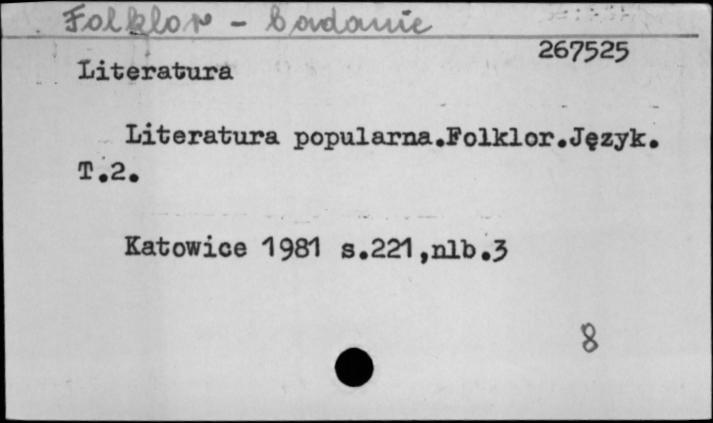 Folklor - badanie
267525
Literatura
Literatura popularna.Folklor.Język.
T.2.
Katowice 1981 s.221,nlb.3
8